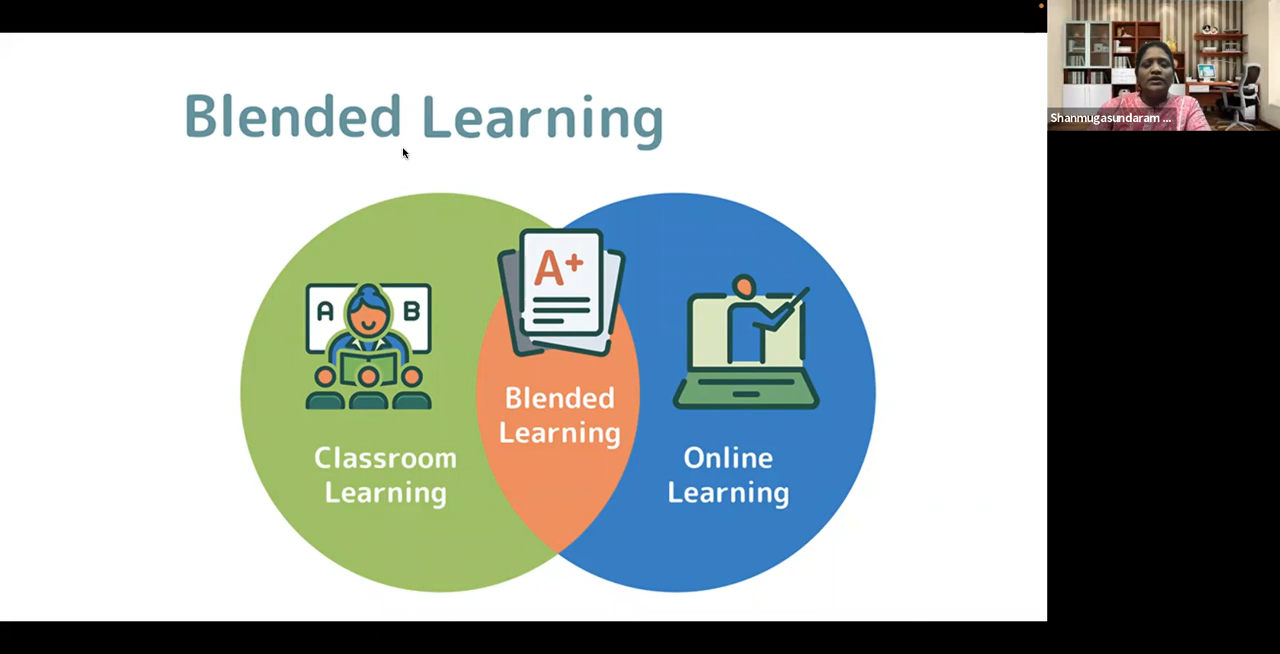 Blended Learning
Shanmugasundaram ...
A B
A+
Blended
Learning
Classroom
Learning
Online
Learning